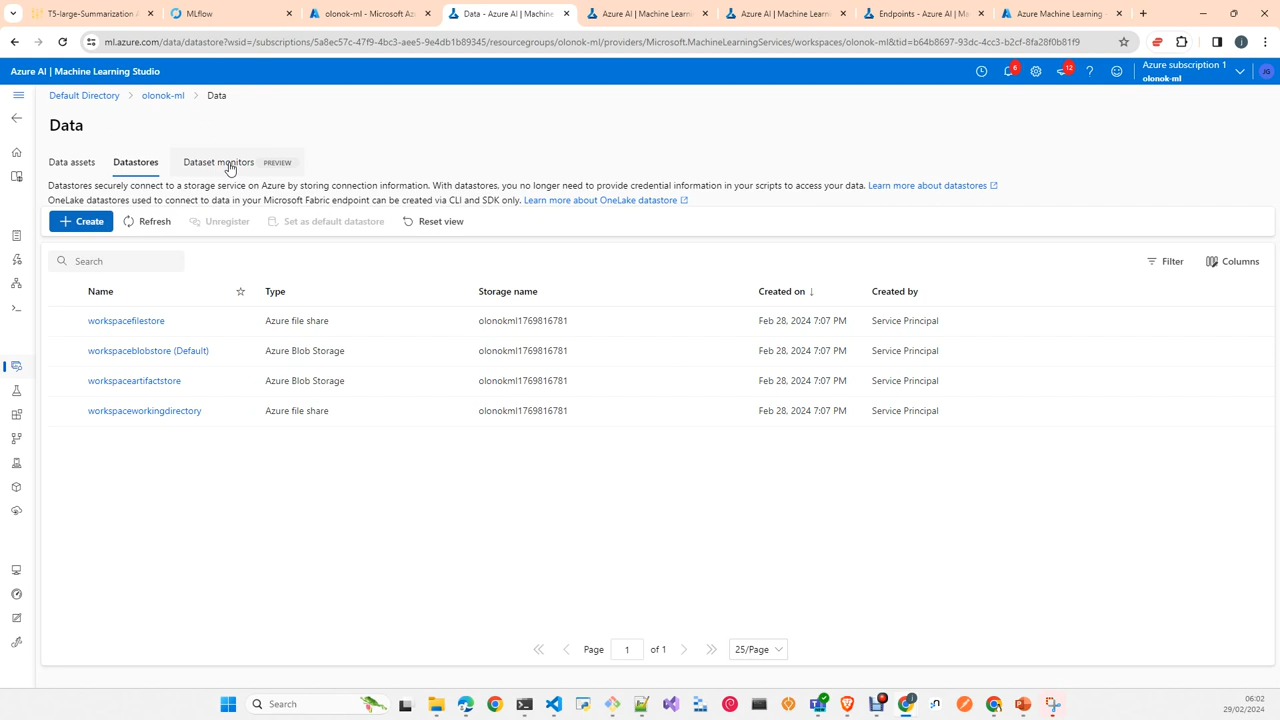 T5-large-Summarization A
MLflow
olonok-ml - Microsoft Az
Data - Azure AI | Machine
Azure AI | Machine Learni
Azure AI | Machine Learni
Endpoints - Azure AI | Ma
Azure Machine Learning
ml.azure.com/data/datastore?wsid=/subscriptions/5a8ec57c-47f9-4bc3-aee5-9e4db1b89345/resourcegroups/olonok-ml/providers/Microsoft.MachineLearningServices/workspaces/olonok-ml&tid=b64b8697-93dc-4cc3-b2cf-8fa28f0b81f9
Azure AI | Machine Learning Studio
6
12
Azure subscription 1
olonok-ml
JG
Default Directory > olonok-ml > Data
Data
Data assets
Datastores
Dataset monitors PREVIEW
Datastores securely connect to a storage service on Azure by storing connection information. With datastores, you no longer need to provide credential information in your scripts to access your data. Learn more about datastores
OneLake datastores used to connect to data in your Microsoft Fabric endpoint can be created via CLI and SDK only. Learn more about OneLake datastore
Create
Refresh
Unregister
Set as default datastore
Reset view
Search
Filter
Columns
Name Type Storage name Created on ↓ Created by
workspacefilestore Azure file share olonokml1769816781 Feb 28, 2024 7:07 PM Service Principal
workspaceblobstore (Default) Azure Blob Storage olonokml1769816781 Feb 28, 2024 7:07 PM Service Principal
workspaceartifactstore Azure Blob Storage olonokml1769816781 Feb 28, 2024 7:07 PM Service Principal
workspaceworkingdirectory Azure file share olonokml1769816781 Feb 28, 2024 7:07 PM Service Principal
Page 1 of 1 25/Page
Search
06:02
29/02/2024